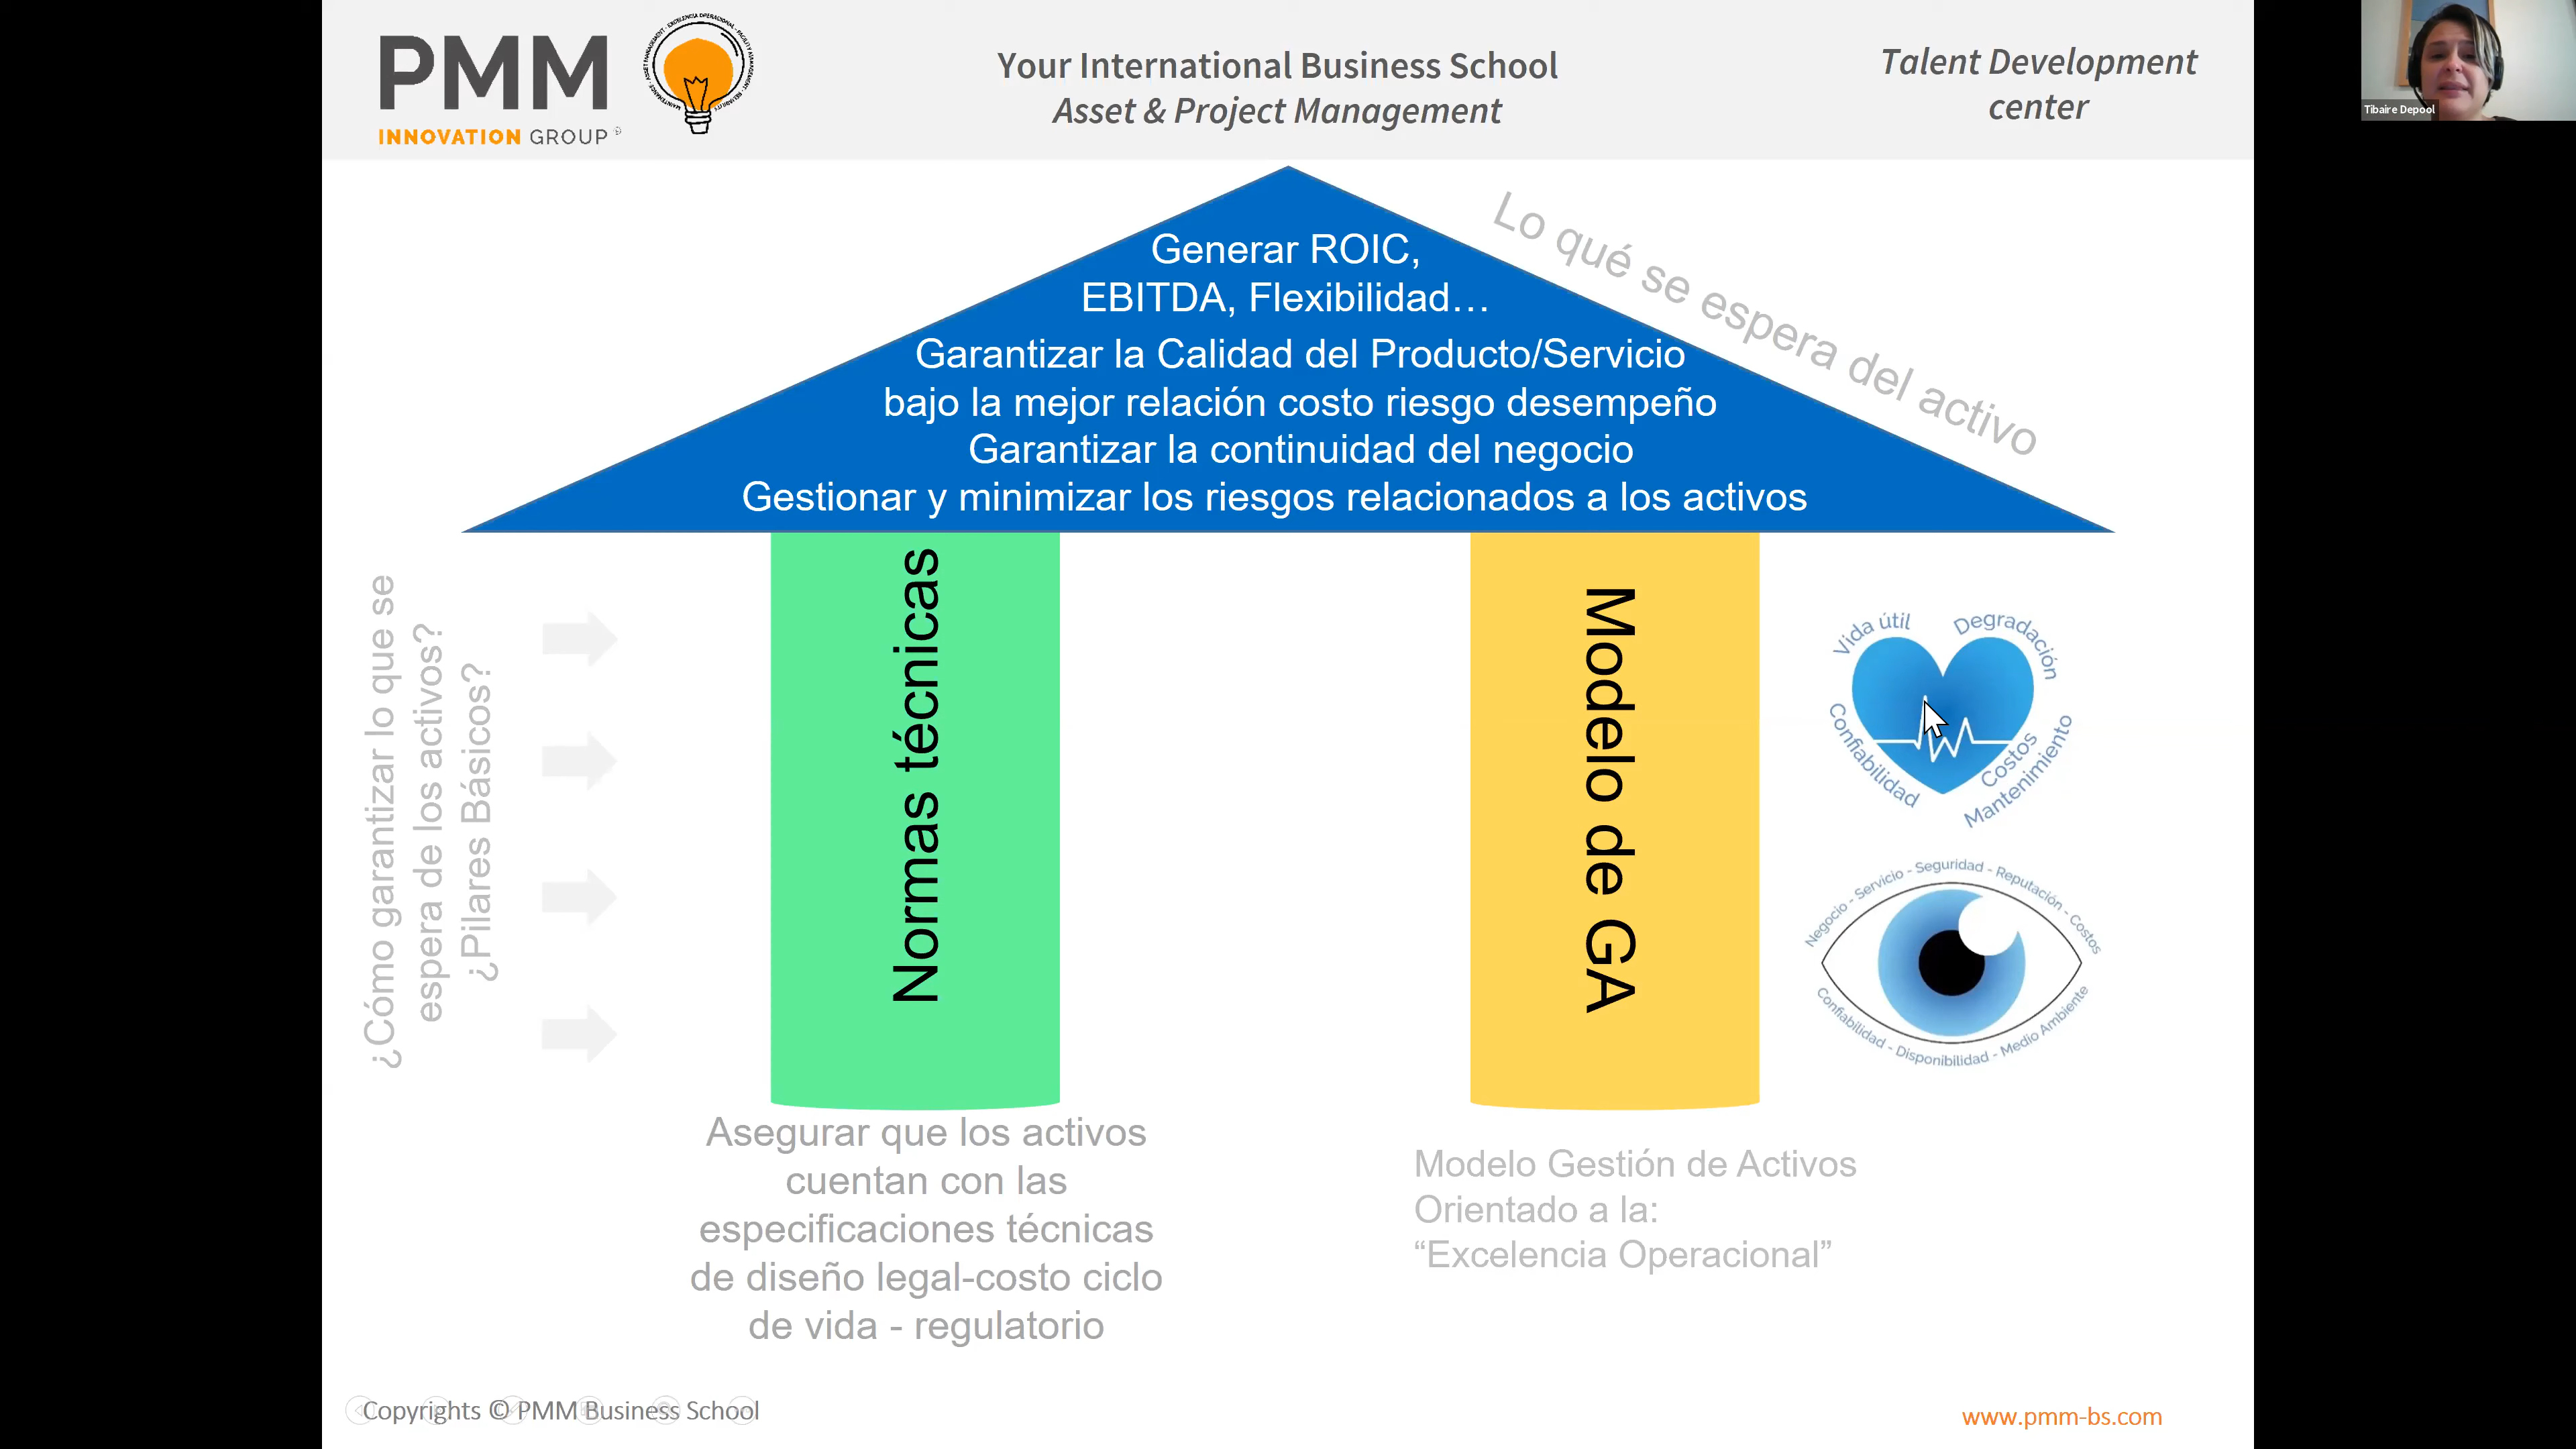 PMM
INNOVATION GROUP
Your International Business School
Asset & Project Management
Talent Development
center
Tibaire Depool
Lo qué se espera del activo
Generar ROIC,
EBITDA, Flexibilidad…
Garantizar la Calidad del Producto/Servicio
bajo la mejor relación costo riesgo desempeño
Garantizar la continuidad del negocio
Gestionar y minimizar los riesgos relacionados a los activos
¿Cómo garantizar lo que se
espera de los activos?
¿Pilares Básicos?
Normas técnicas
Modelo de GA
Vida útil
Degradación
Confiabilidad
Costos
Mantenimiento
Negocio - Servicio - Seguridad - Reputación - Costos
Confiabilidad - Disponibilidad - Medio Ambiente
Asegurar que los activos
cuentan con las
especificaciones técnicas
de diseño legal-costo ciclo
de vida - regulatorio
Modelo Gestión de Activos
Orientado a la:
“Excelencia Operacional”
Copyrights © PMM Business School
www.pmm-bs.com